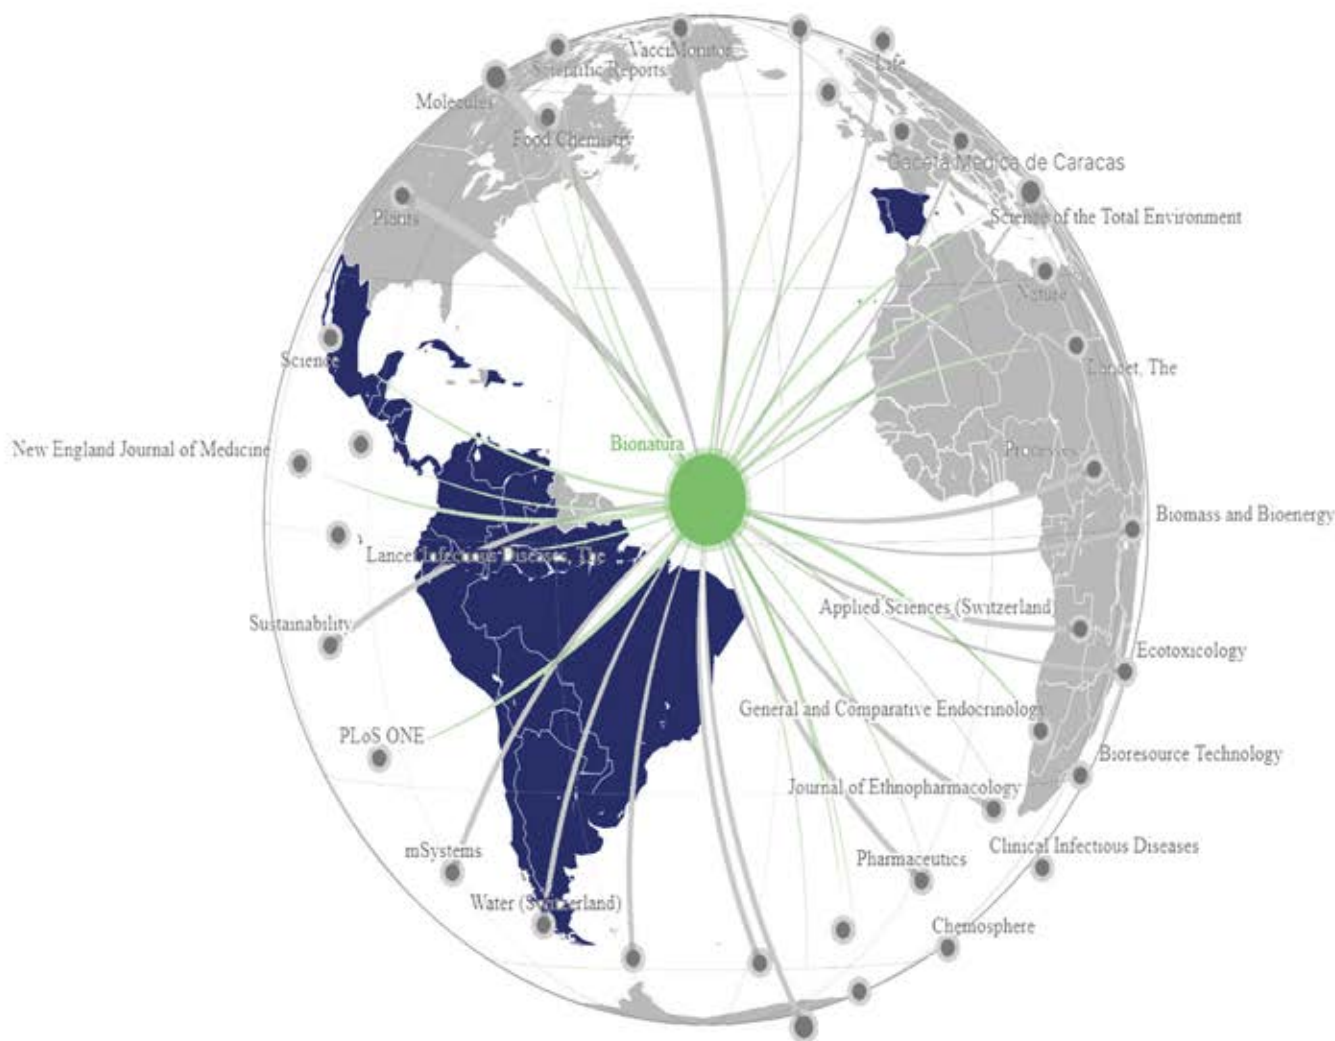 VacciMonitor
Life
Scientific Reports
Molecules
Food Chemistry
Gaceta Médica de Caracas
Plants
Science of the Total Environment
Nature
Science
Lancet, The
Bionatura
New England Journal of Medicine
Processes
Biomass and Bioenergy
Lancet Infectious Diseases, The
Applied Sciences (Switzerland)
Sustainability
Ecotoxicology
General and Comparative Endocrinology
PLoS ONE
Bioresource Technology
Journal of Ethnopharmacology
mSystems
Pharmaceutics
Clinical Infectious Diseases
Water (Switzerland)
Chemosphere